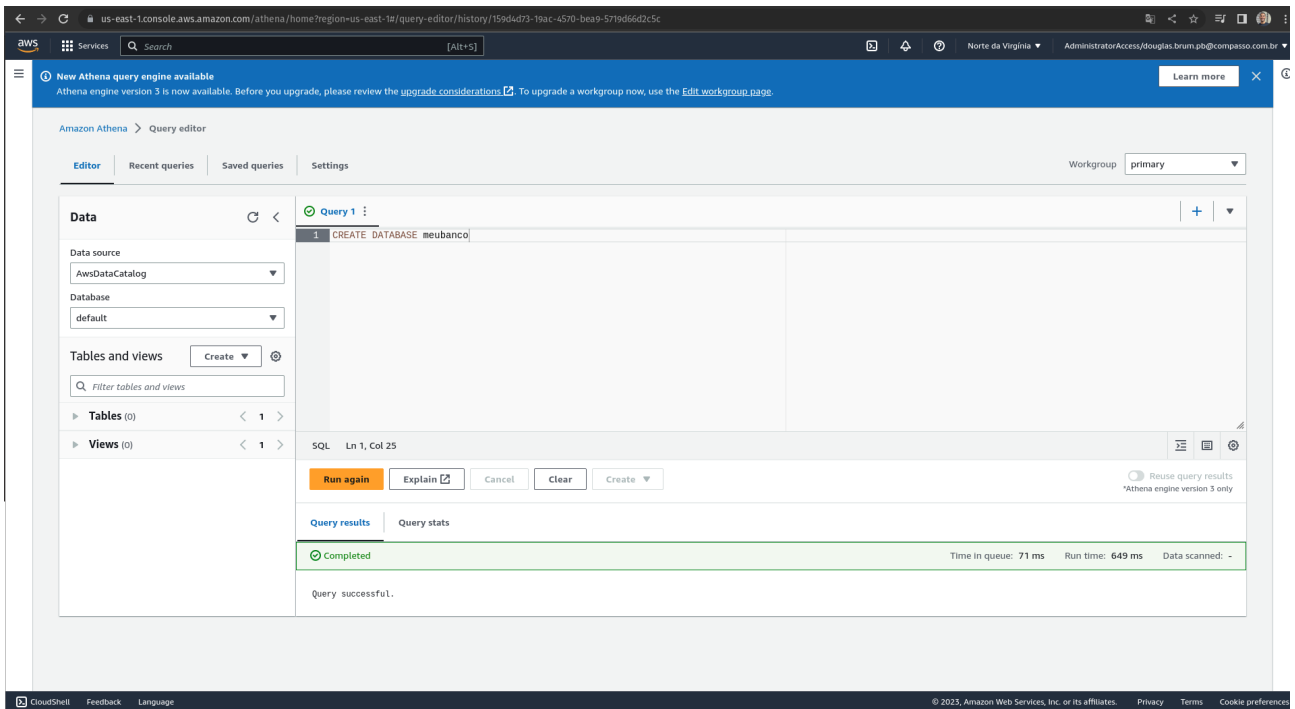 us-east-1.console.aws.amazon.com/athena/home?region=us-east-1#/query-editor/history/159d4d73-19ac-4570-bea9-5719d66d2c5c
aws Services Search [Alt+S] Norte da Virgínia AdministratorAccess/douglas.brum.pb@compasso.com.br
New Athena query engine available
Athena engine version 3 is now available. Before you upgrade, please review the upgrade considerations. To upgrade a workgroup now, use the Edit workgroup page.
Learn more
Amazon Athena > Query editor
Editor Recent queries Saved queries Settings Workgroup primary
Data
Query 1
1 CREATE DATABASE meubanco
Data source
AwsDataCatalog
Database
default
Tables and views Create
Filter tables and views
Tables (0) < 1 >
Views (0) < 1 >
SQL Ln 1, Col 25
Run again Explain Cancel Clear Create
Reuse query results
*Athena engine version 3 only
Query results Query stats
Completed Time in queue: 71 ms Run time: 649 ms Data scanned: -
Query successful.
CloudShell Feedback Language © 2023, Amazon Web Services, Inc. or its affiliates. Privacy Terms Cookie preferences